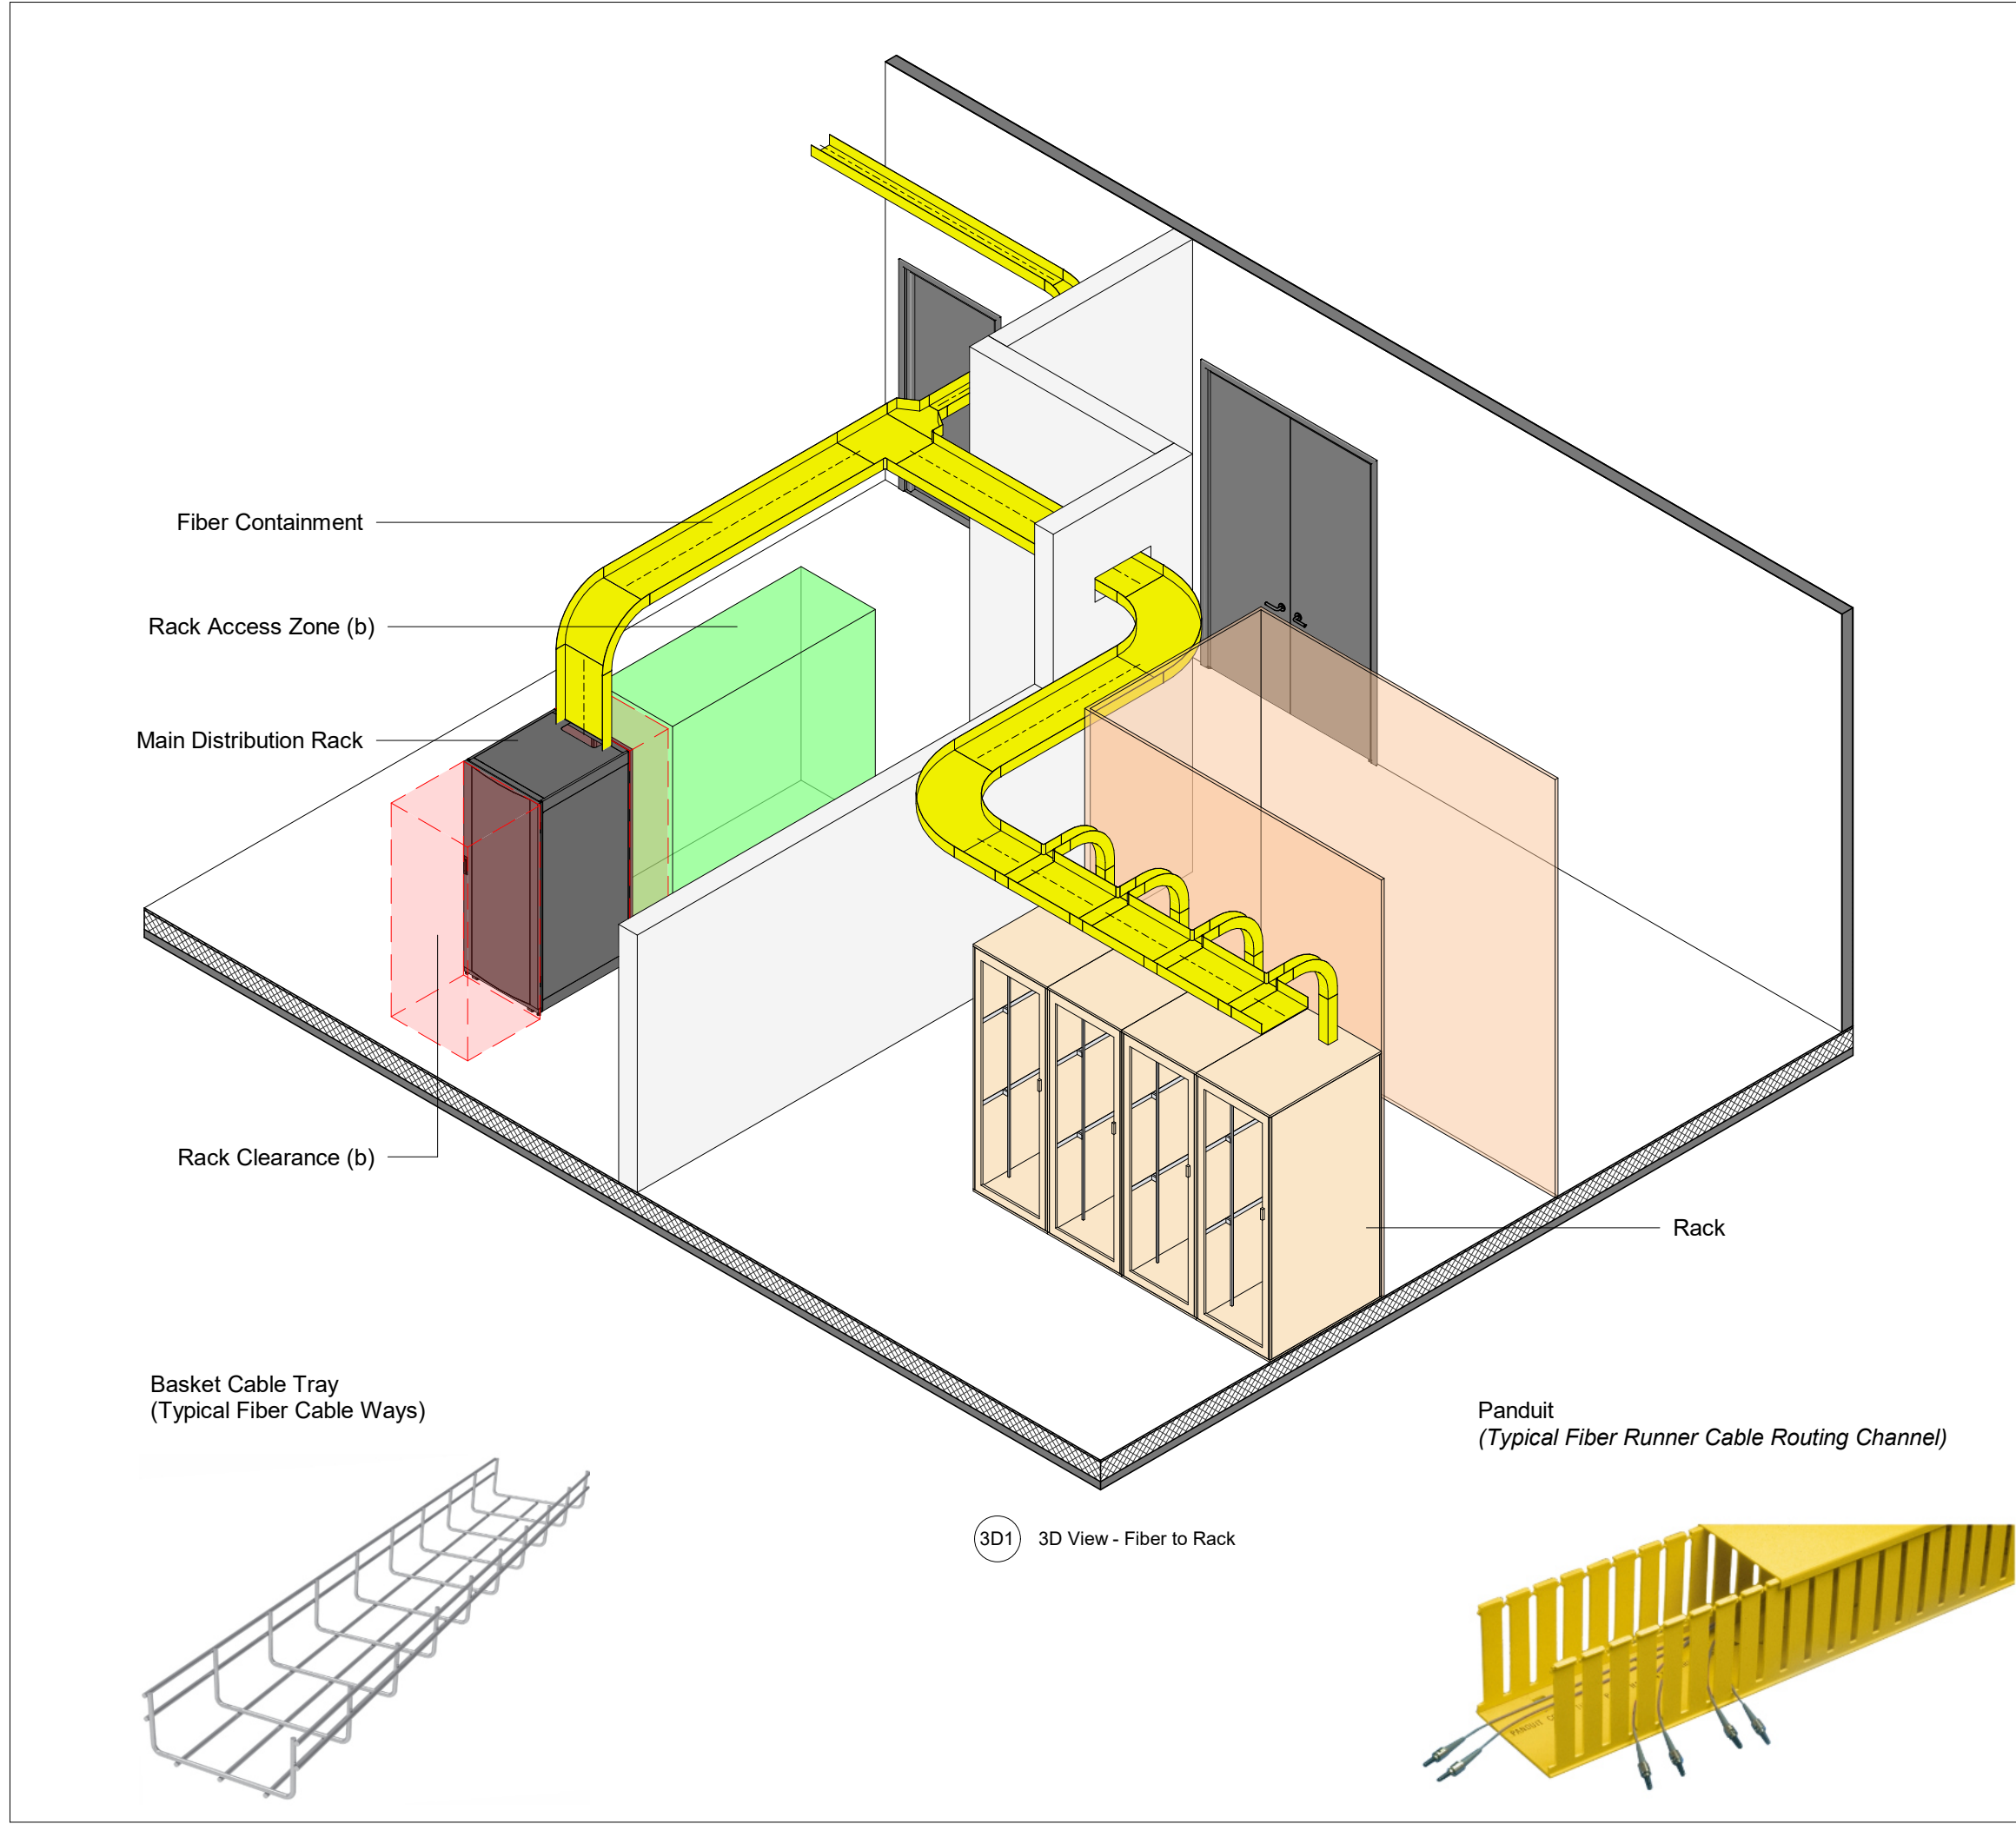 Fiber Containment
Rack Access Zone (b)
Main Distribution Rack
Rack Clearance (b)
Rack
Basket Cable Tray
(Typical Fiber Cable Ways)
Panduit
(Typical Fiber Runner Cable Routing Channel)
3D1 3D View - Fiber to Rack
PANDUIT